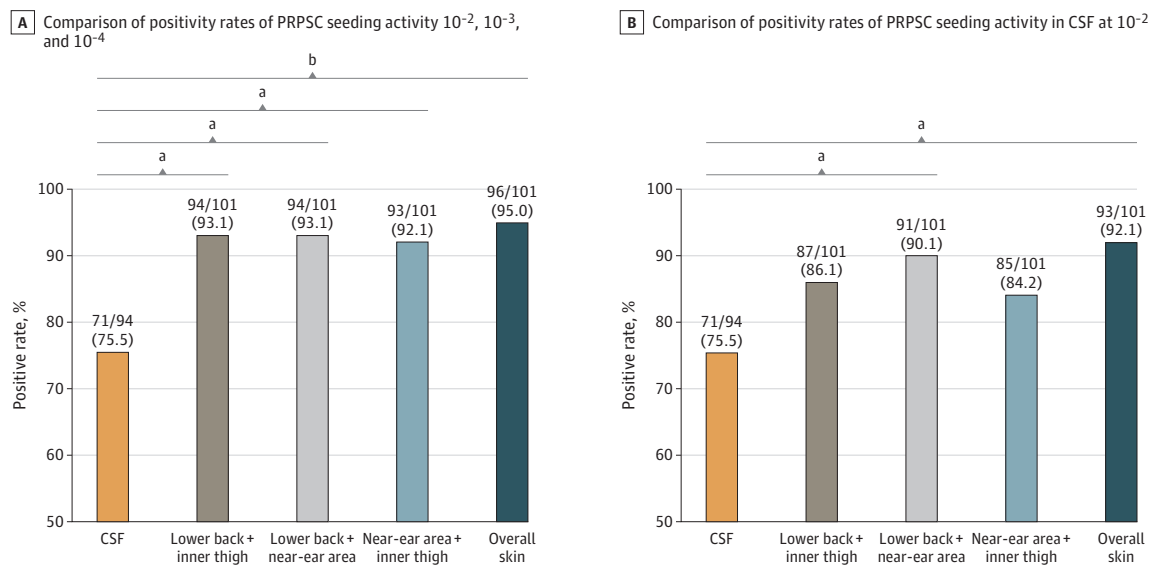 A Comparison of positivity rates of PRPSC seeding activity 10-2, 10-3,
and 10-4
b
a
a
a
Positive rate, %
100
90
80
70
60
50
71/94
(75.5)
94/101
(93.1)
94/101
(93.1)
93/101
(92.1)
96/101
(95.0)
CSF
Lower back +
inner thigh
Lower back +
near-ear area
Near-ear area +
inner thigh
Overall
skin
B Comparison of positivity rates of PRPSC seeding activity in CSF at 10-2
a
a
Positive rate, %
100
90
80
70
60
50
71/94
(75.5)
87/101
(86.1)
91/101
(90.1)
85/101
(84.2)
93/101
(92.1)
CSF
Lower back +
inner thigh
Lower back +
near-ear area
Near-ear area +
inner thigh
Overall
skin